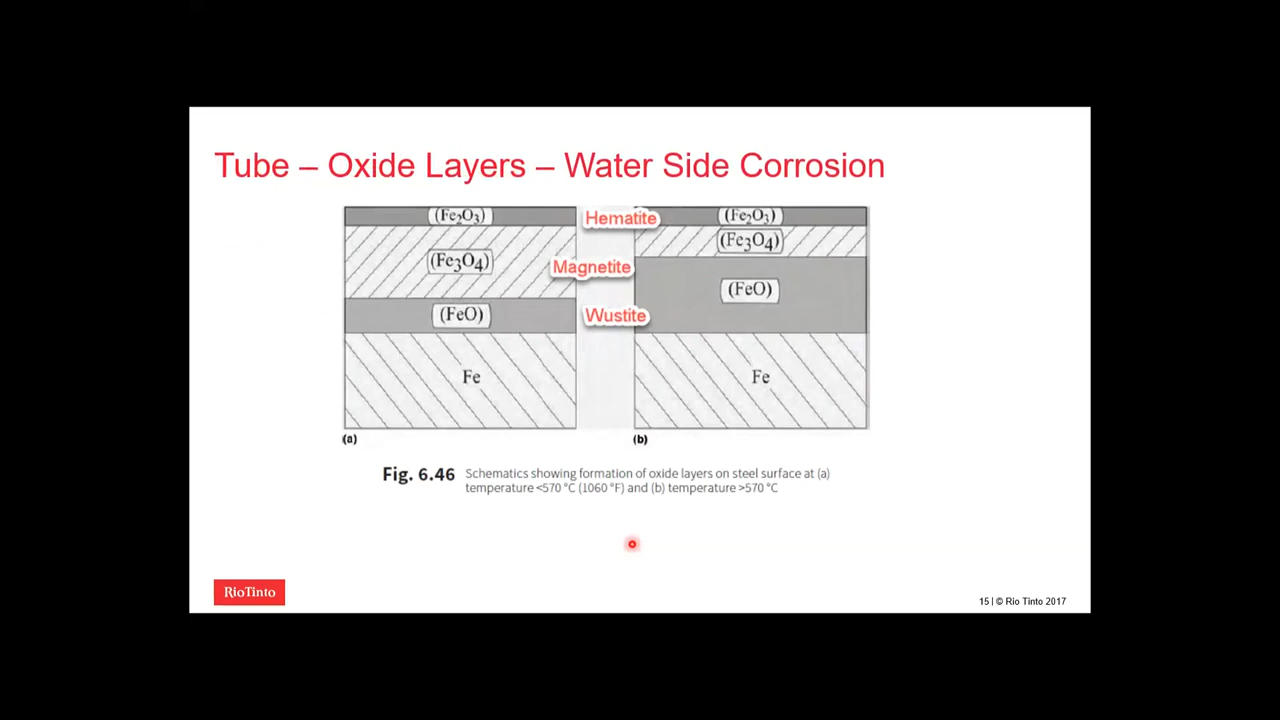 Tube – Oxide Layers – Water Side Corrosion
(Fe₂O₃)
Hematite
(Fe₂O₃)
(Fe₃O₄)
Magnetite
(Fe₃O₄)
(FeO)
Wustite
(FeO)
Fe
Fe
(a)
(b)
Fig. 6.46 Schematics showing formation of oxide layers on steel surface at (a)
temperature <570 °C (1060 °F) and (b) temperature >570 °C
RioTinto
15 | © Rio Tinto 2017